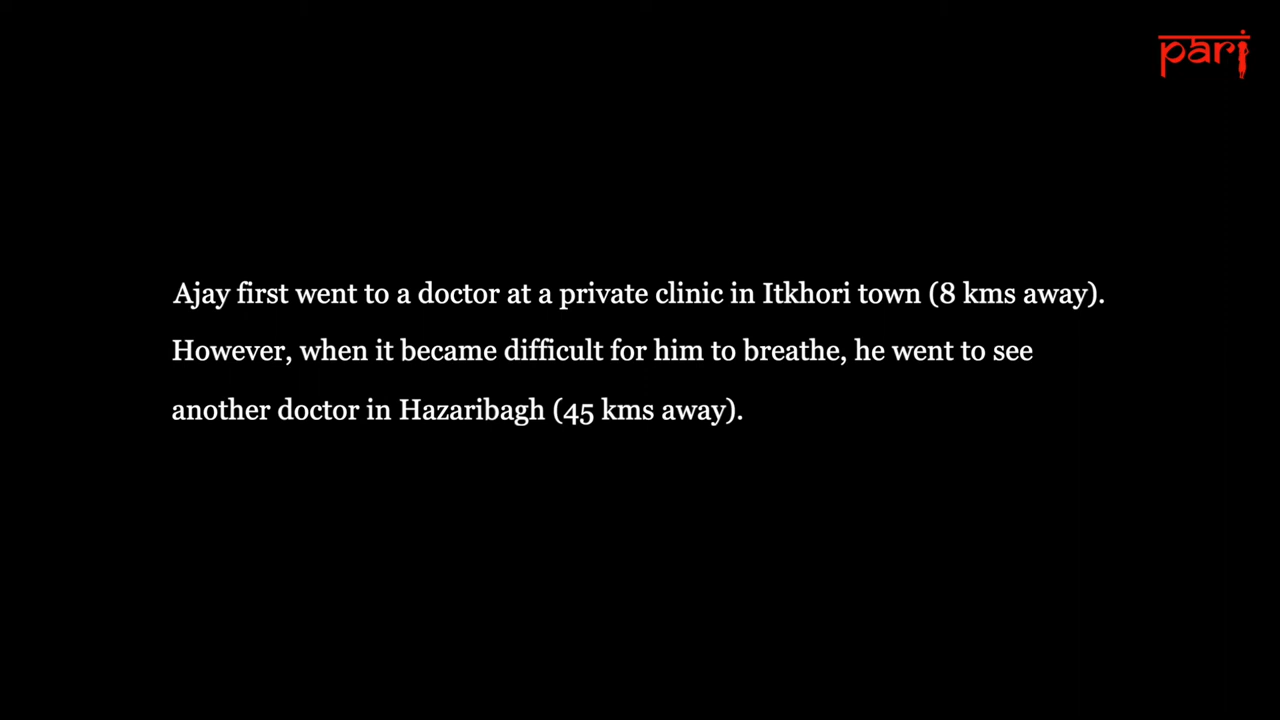 pari
Ajay first went to a doctor at a private clinic in Itkhori town (8 kms away).
However, when it became difficult for him to breathe, he went to see
another doctor in Hazaribagh (45 kms away).